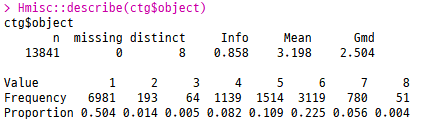 > Hmisc::describe(ctg$object)
ctg$object
n missing distinct Info Mean Gmd
13841 0 8 0.858 3.198 2.504
Value 1 2 3 4 5 6 7 8
Frequency 6981 193 64 1139 1514 3119 780 51
Proportion 0.504 0.014 0.005 0.082 0.109 0.225 0.056 0.004